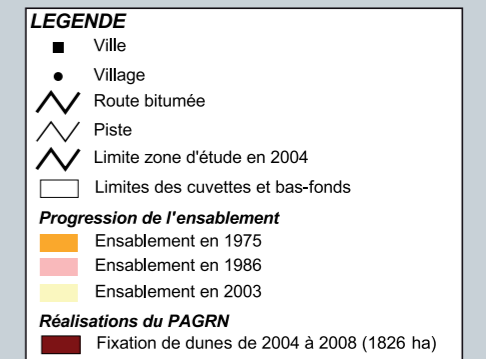 LEGENDE
Ville
Village
Route bitumée
Piste
Limite zone d'étude en 2004
Limites des cuvettes et bas-fonds
Progression de l'ensablement
Ensablement en 1975
Ensablement en 1986
Ensablement en 2003
Réalisations du PAGRN
Fixation de dunes de 2004 à 2008 (1826 ha)